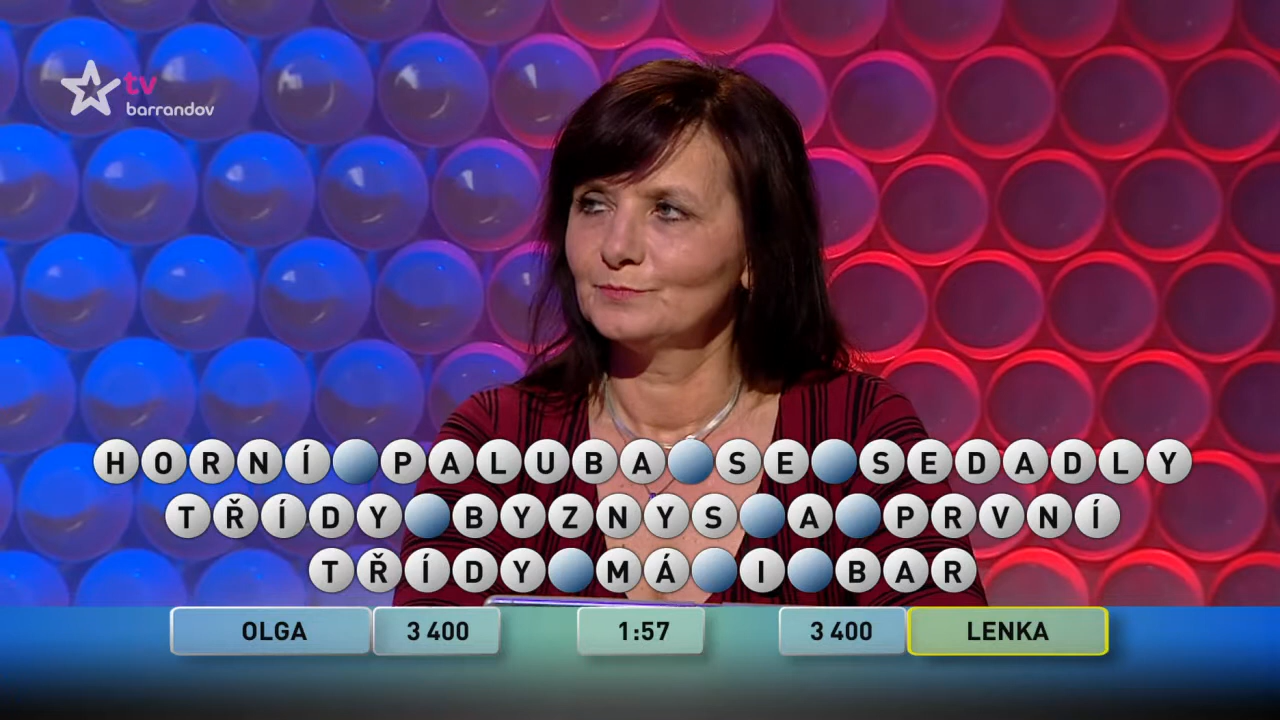 tv
barrandov
HORNÍ PALUBA SE SEDADLY
TŘÍDY BYZNYS A PRVNÍ
TŘÍDY MÁ I BAR
OLGA 3 400 1:57 3 400 LENKA